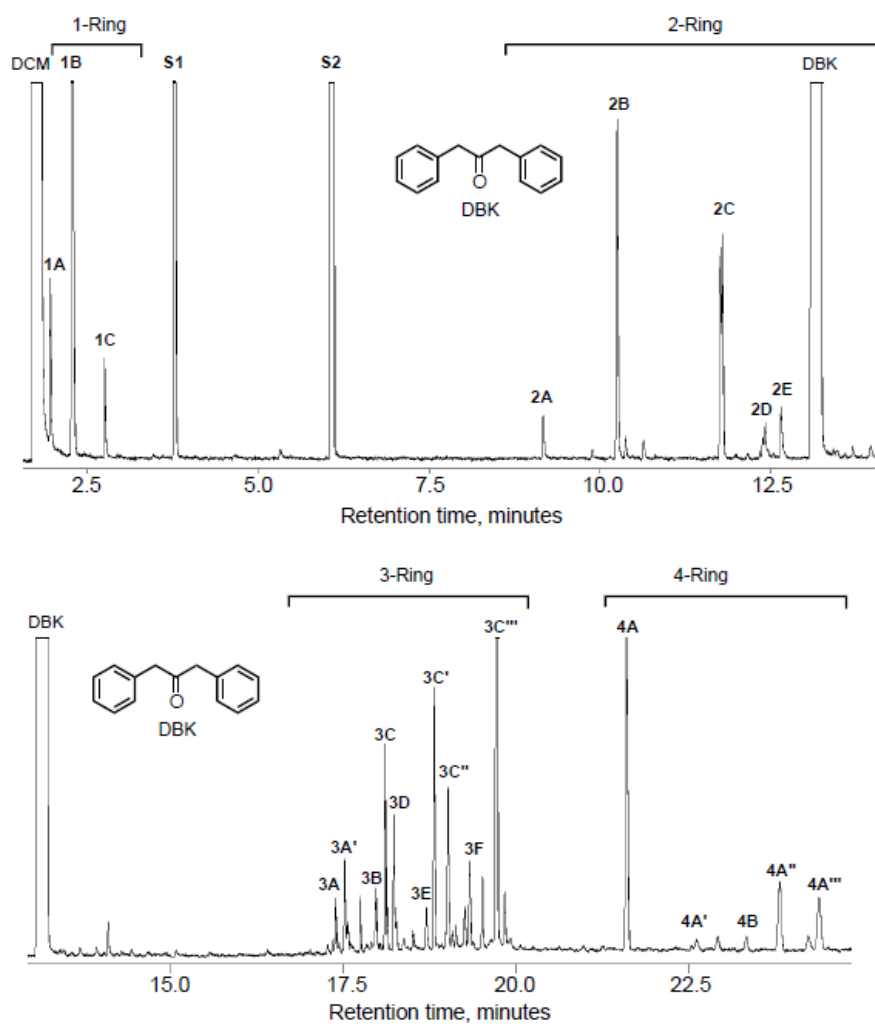 1-Ring
2-Ring
DCM 1B S1 S2 DBK
2B
O
DBK
2C
1A
1C
2A
2E
2D
2.5 5.0 7.5 10.0 12.5
Retention time, minutes
3-Ring
4-Ring
DBK
3C''' 4A
3C'
O
DBK
3C
3C''
3D
3A'
3F
3A
3B
3E
4A''
4A'''
4A'
4B
15.0 17.5 20.0 22.5
Retention time, minutes